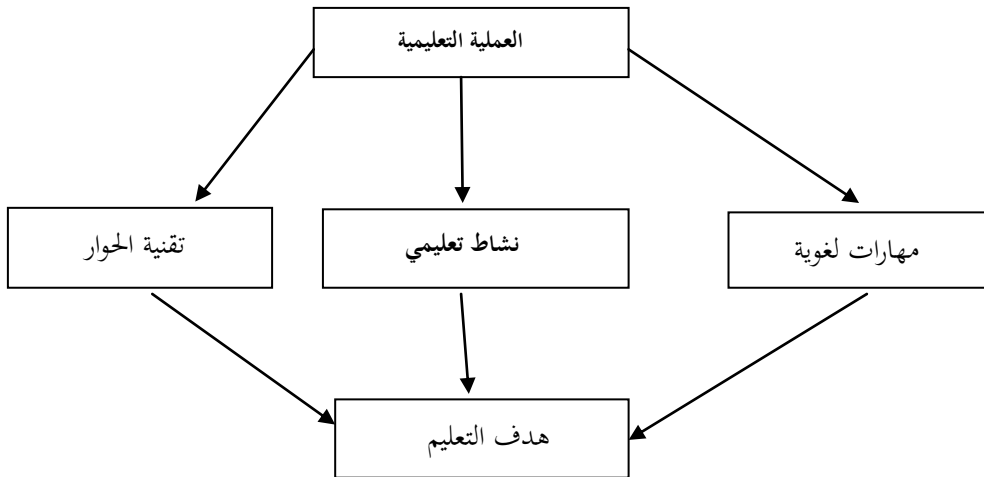 العملية التعليمية
مهارات لغوية
نشاط تعليمي
تقنية الحوار
هدف التعليم